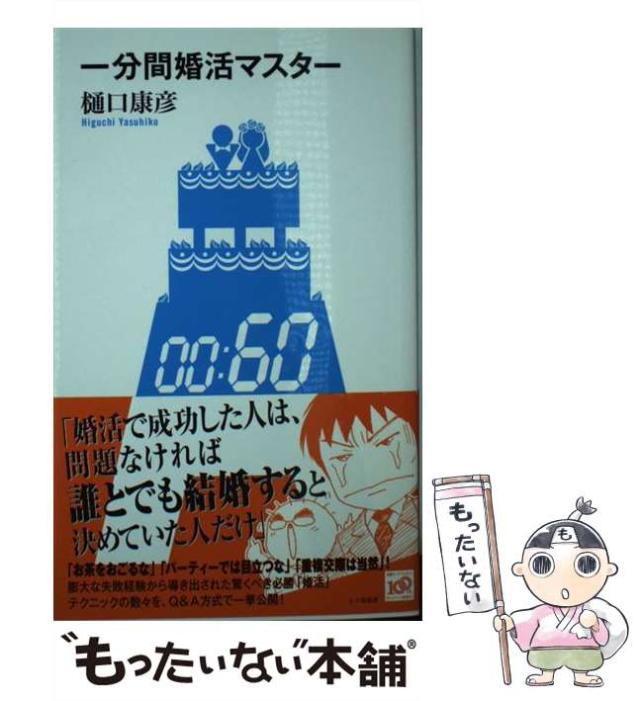 一分間婚活マスター
樋口康彦
Higuchi Yasuhiko
00:60
「婚活で成功した人は、
問題なければ
誰とでも結婚すると
決めていた人だけ」
「お茶をおごるな」「パーティーでは目立つな」「重複交際は当然」!
膨大な失敗経験から導き出された驚くべき必勝「婚活」
テクニックの数々を、Q&A方式で一挙公開!
100
も
もったいない
"もったいない"本舗®